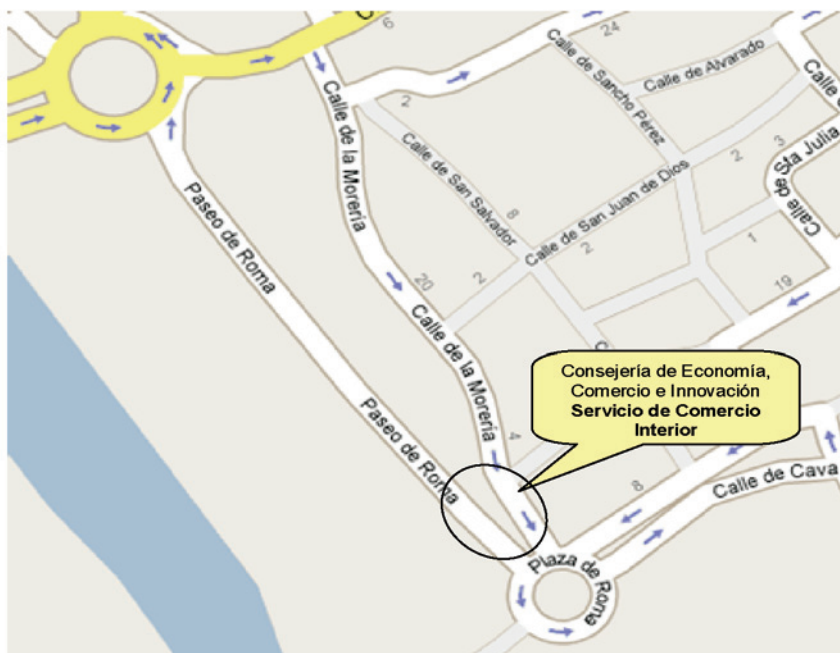 6
24
Calle de Sancho Pérez
Calle de Alvarado
Calle
2
Calle de la Morería
Calle de San Salvador
8
Calle de San Juan de Dios
2
3
Sta Julia
Calle de
Paseo de Roma
20
2
2
1
19
Calle de la Morería
Consejería de Economía,
Comercio e Innovación
Servicio de Comercio
Interior
4
Paseo de Roma
8
Calle de Cava
Plaza de Roma